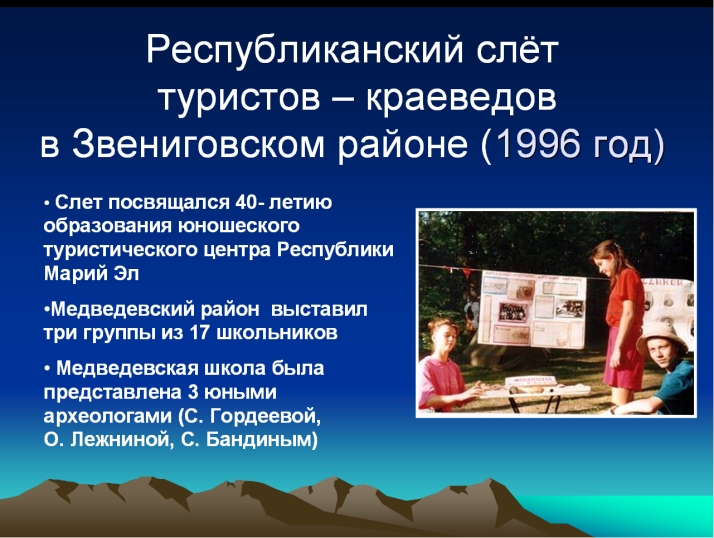 Республиканский слёт
туристов – краеведов
в Звениговском районе (1996 год)
• Слет посвящался 40- летию
образования юношеского
туристического центра Республики
Марий Эл
•Медведевский район выставил
три группы из 17 школьников
• Медведевская школа была
представлена 3 юными
археологами (С. Гордеевой,
О. Лежниной, С. Бандиным)